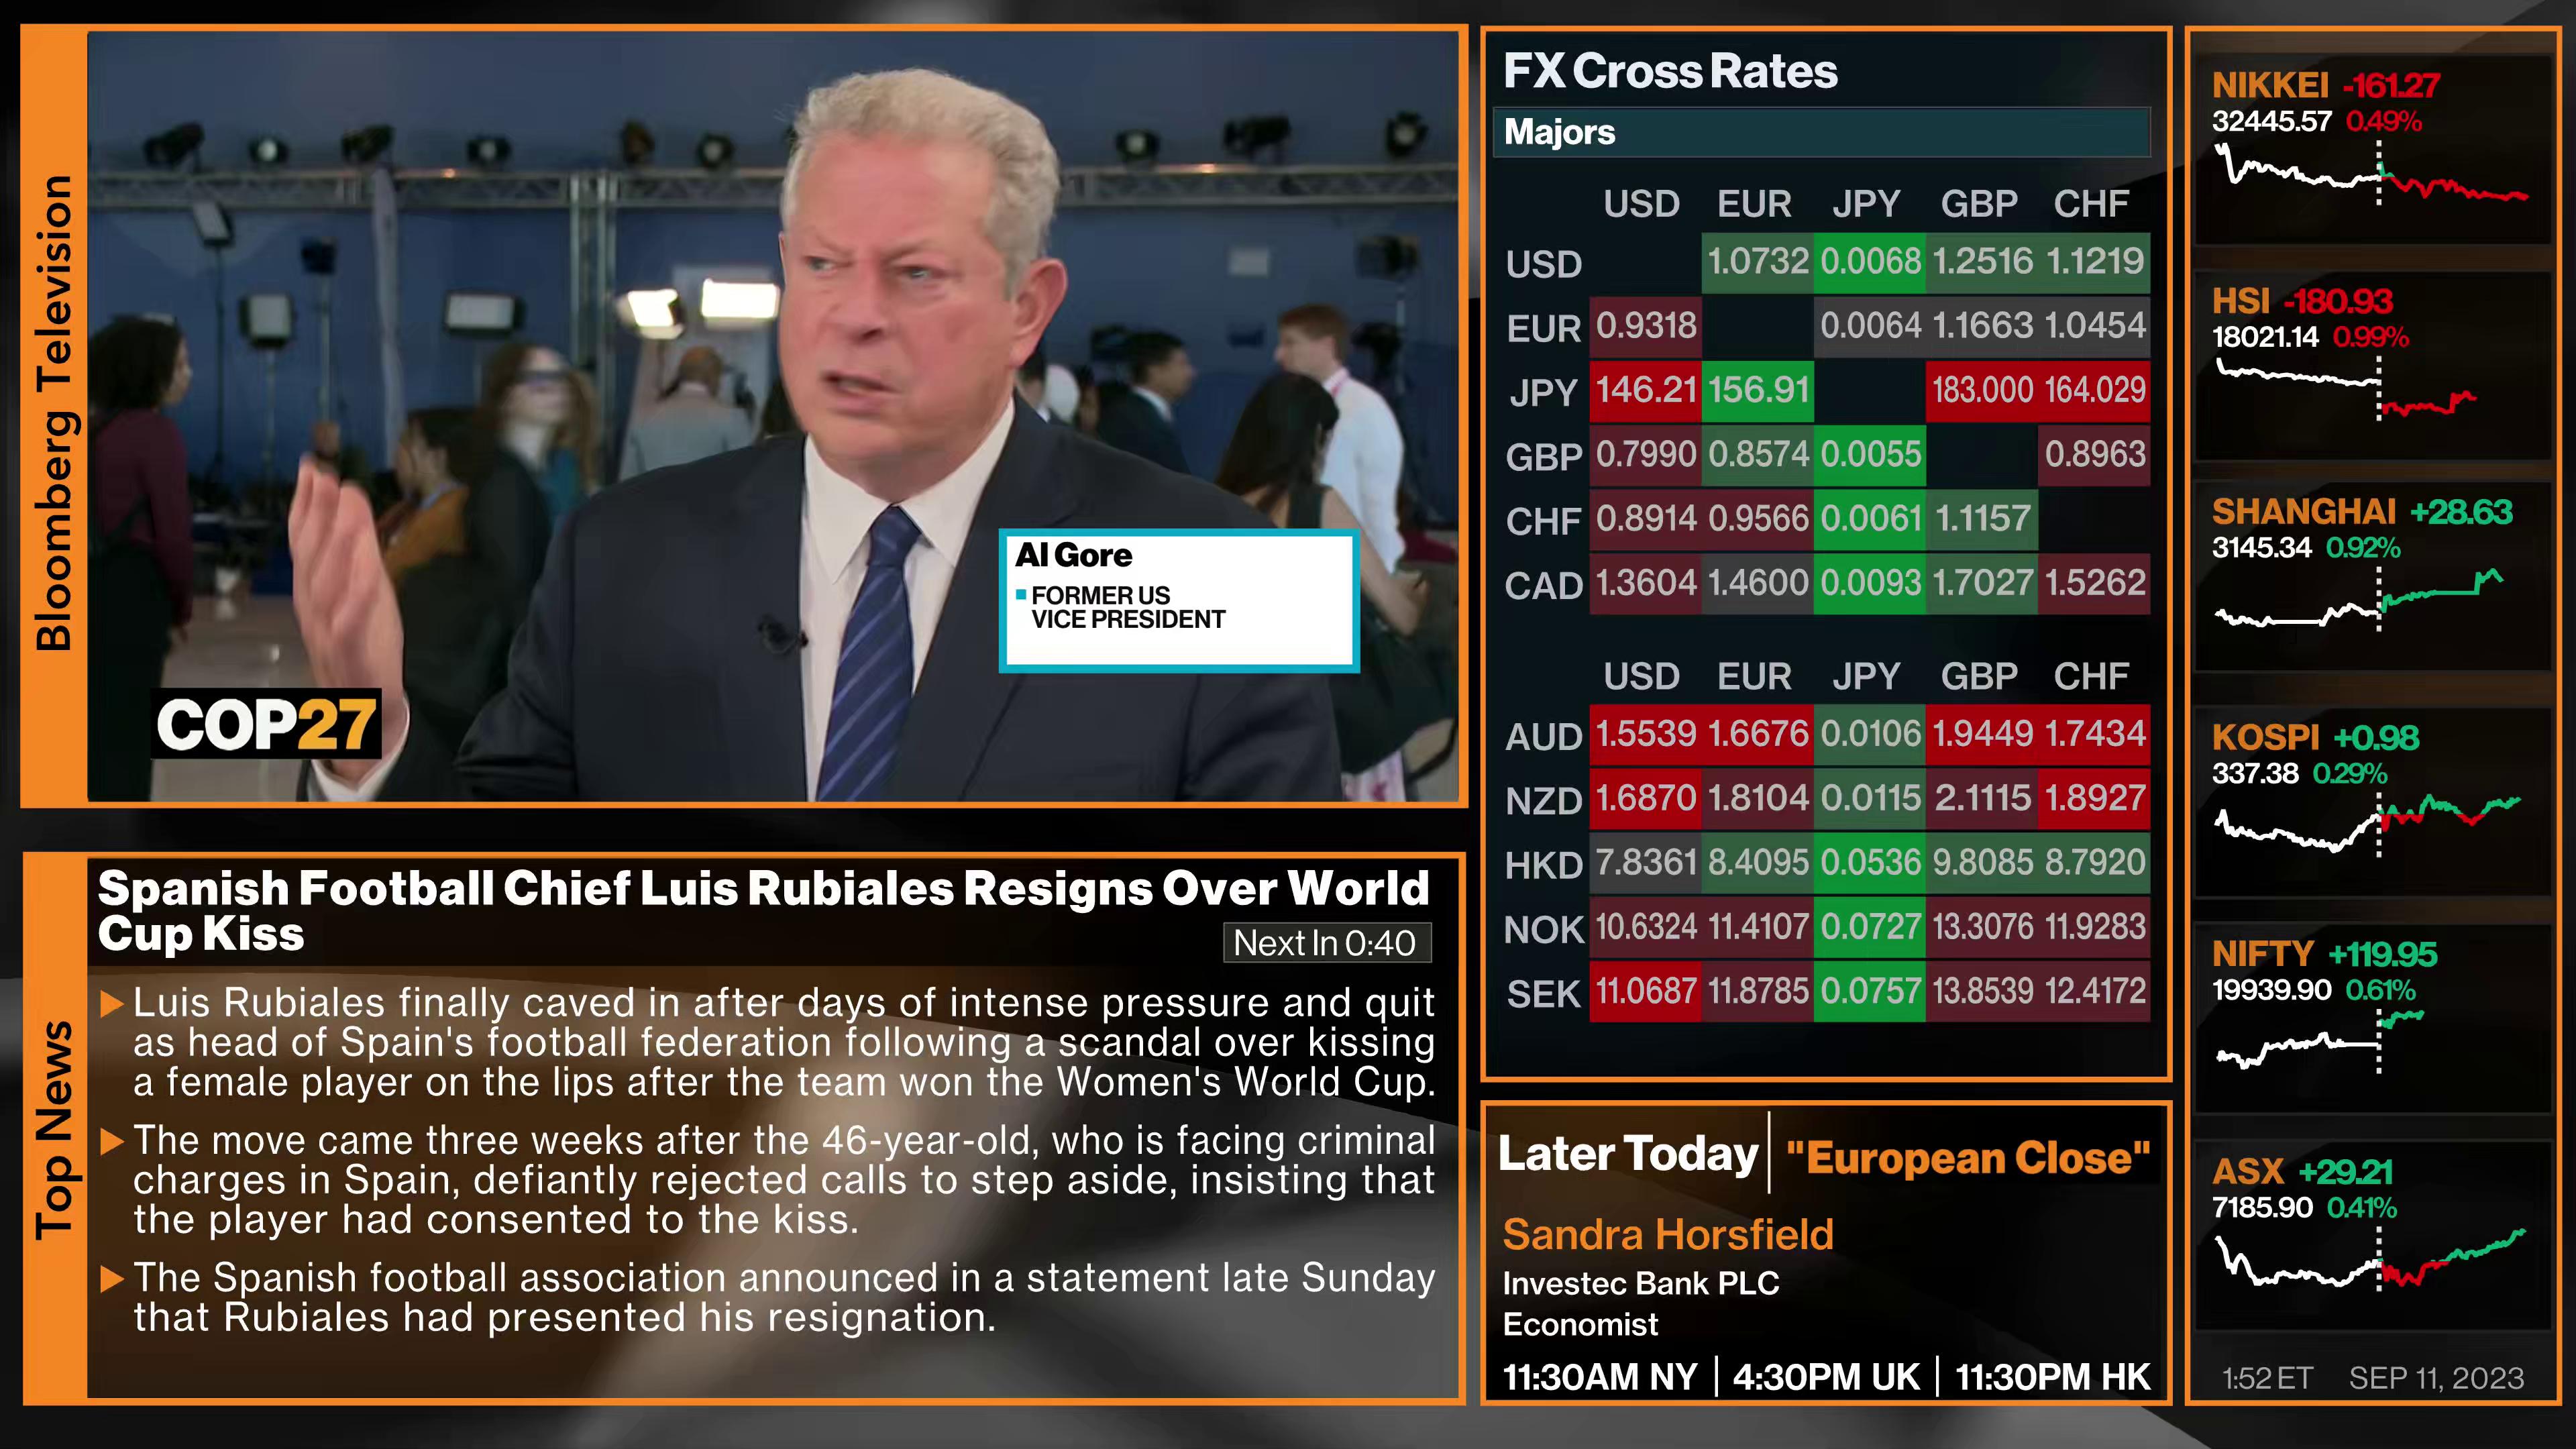 Bloomberg Television
COP27
Al Gore
FORMER US
VICE PRESIDENT
Top News
Spanish Football Chief Luis Rubiales Resigns Over World
Cup Kiss
Next In 0:40
Luis Rubiales finally caved in after days of intense pressure and quit
as head of Spain's football federation following a scandal over kissing
a female player on the lips after the team won the Women's World Cup.
The move came three weeks after the 46-year-old, who is facing criminal
charges in Spain, defiantly rejected calls to step aside, insisting that
the player had consented to the kiss.
The Spanish football association announced in a statement late Sunday
that Rubiales had presented his resignation.
FX Cross Rates
Majors
USD EUR JPY GBP CHF
USD 1.0732 0.0068 1.2516 1.1219
EUR 0.9318 0.0064 1.1663 1.0454
JPY 146.21 156.91 183.000 164.029
GBP 0.7990 0.8574 0.0055 0.8963
CHF 0.8914 0.9566 0.0061 1.1157
CAD 1.3604 1.4600 0.0093 1.7027 1.5262
USD EUR JPY GBP CHF
AUD 1.5539 1.6676 0.0106 1.9449 1.7434
NZD 1.6870 1.8104 0.0115 2.1115 1.8927
HKD 7.8361 8.4095 0.0536 9.8085 8.7920
NOK 10.6324 11.4107 0.0727 13.3076 11.9283
SEK 11.0687 11.8785 0.0757 13.8539 12.4172
Later Today | "European Close"
Sandra Horsfield
Investec Bank PLC
Economist
11:30AM NY | 4:30PM UK | 11:30PM HK
NIKKEI -161.27
32445.57 0.49%
HSI -180.93
18021.14 0.99%
SHANGHAI +28.63
3145.34 0.92%
KOSPI +0.98
337.38 0.29%
NIFTY +119.95
19939.90 0.61%
ASX +29.21
7185.90 0.41%
1:52 ET SEP 11, 2023